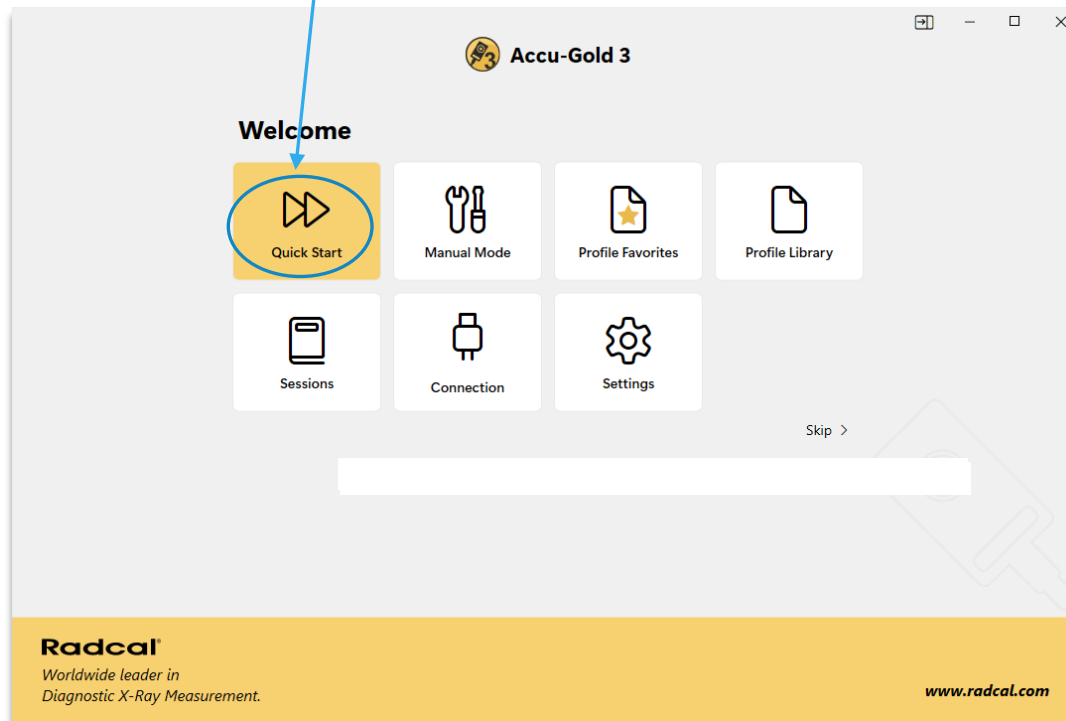 Accu-Gold 3
Welcome
Quick Start
Manual Mode
Profile Favorites
Profile Library
Sessions
Connection
Settings
Skip >
Radcal®
Worldwide leader in
Diagnostic X-Ray Measurement.
www.radcal.com